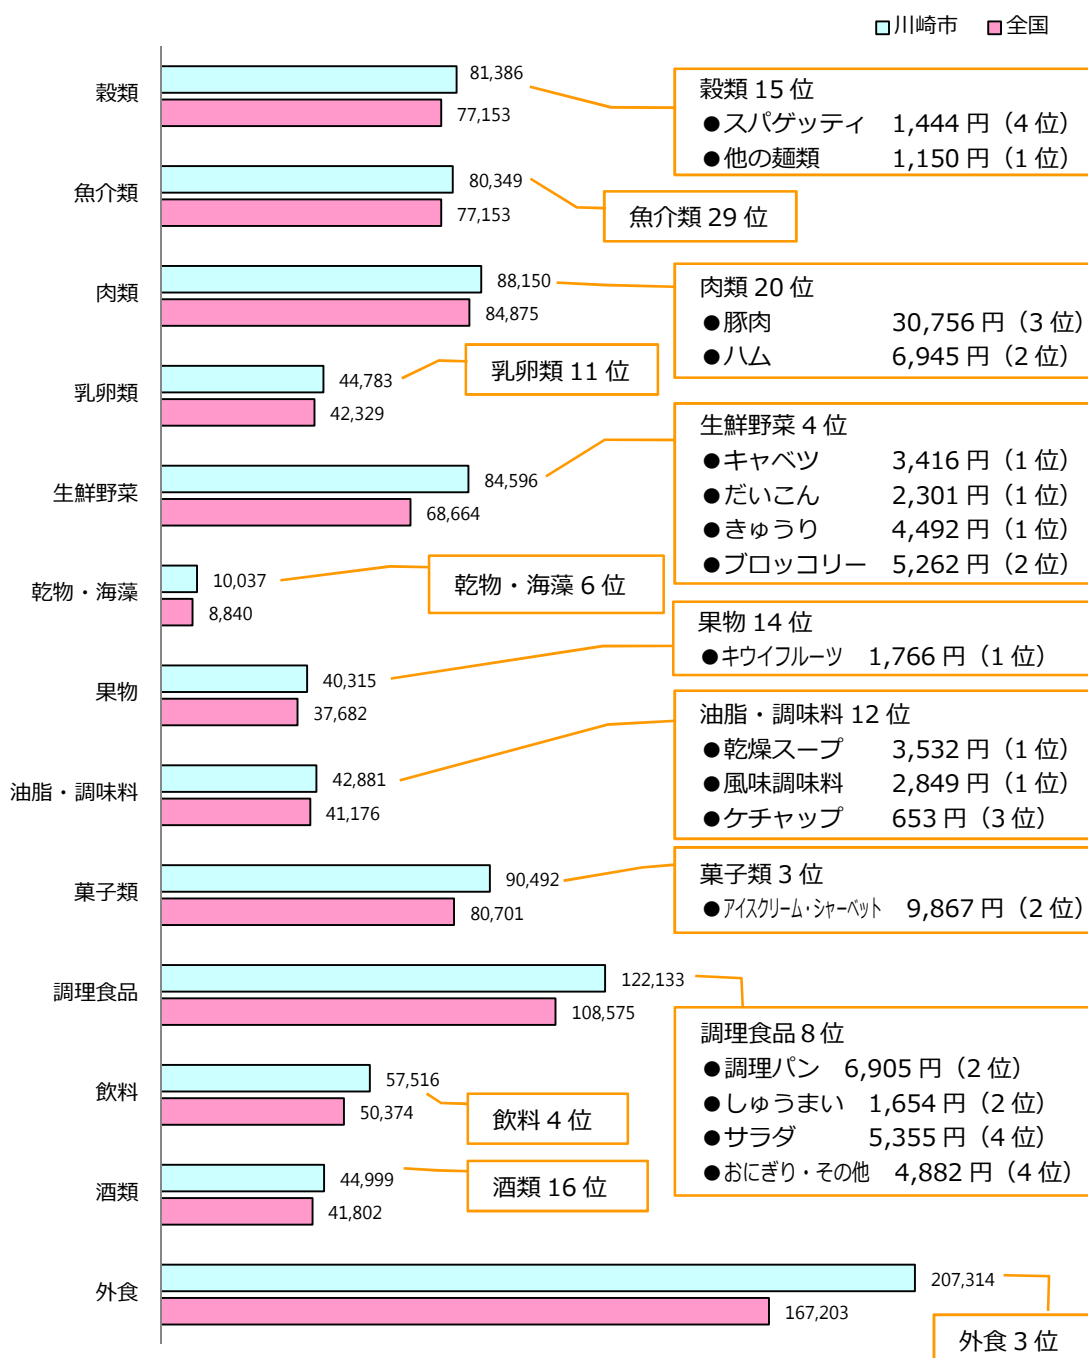 川崎市 全国
穀類
81,386
77,153
穀類 15 位
●スパゲッティ 1,444 円（4 位）
●他の麺類 1,150 円（1 位）
魚介類
80,349
77,153
魚介類 29 位
肉類
88,150
84,875
肉類 20 位
●豚肉 30,756 円（3 位）
●ハム 6,945 円（2 位）
乳卵類
44,783
42,329
乳卵類 11 位
生鮮野菜
84,596
68,664
生鮮野菜 4 位
●キャベツ 3,416 円（1 位）
●だいこん 2,301 円（1 位）
●きゅうり 4,492 円（1 位）
●ブロッコリー 5,262 円（2 位）
乾物・海藻
10,037
8,840
乾物・海藻 6 位
果物
40,315
37,682
果物 14 位
●キウイフルーツ 1,766 円（1 位）
油脂・調味料
42,881
41,176
油脂・調味料 12 位
●乾燥スープ 3,532 円（1 位）
●風味調味料 2,849 円（1 位）
●ケチャップ 653 円（3 位）
菓子類
90,492
80,701
菓子類 3 位
●アイスクリーム・シャーベット 9,867 円（2 位）
調理食品
122,133
108,575
調理食品 8 位
●調理パン 6,905 円（2 位）
●しゅうまい 1,654 円（2 位）
●サラダ 5,355 円（4 位）
●おにぎり・その他 4,882 円（4 位）
飲料
57,516
50,374
飲料 4 位
酒類
44,999
41,802
酒類 16 位
外食
207,314
167,203
外食 3 位